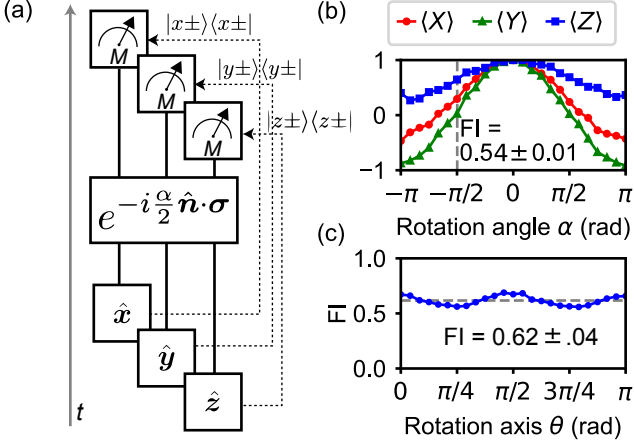 (a)
|x±⟩⟨x±|
M
|y±⟩⟨y±|
M
|z±⟩⟨z±|
M
e^{-i\frac{α}{2} n̂·σ}
x̂
ŷ
ẑ
t
⟨X⟩ ⟨Y⟩ ⟨Z⟩
(b)
1
0
−1
FI =
0.54±0.01
−π −π/2 0 π/2 π
Rotation angle α (rad)
(c)
1.0
0.5
0.0
FI
FI = 0.62±.04
0 π/4 π/2 3π/4 π
Rotation axis θ (rad)